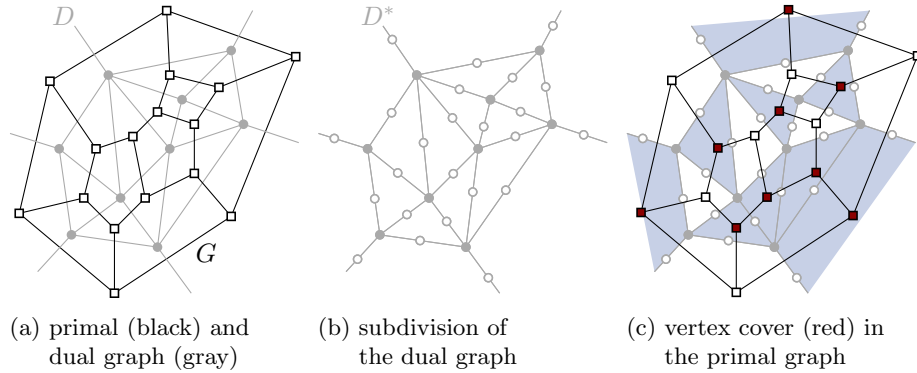 D
D*
G
(a) primal (black) and
dual graph (gray)
(b) subdivision of
the dual graph
(c) vertex cover (red) in
the primal graph